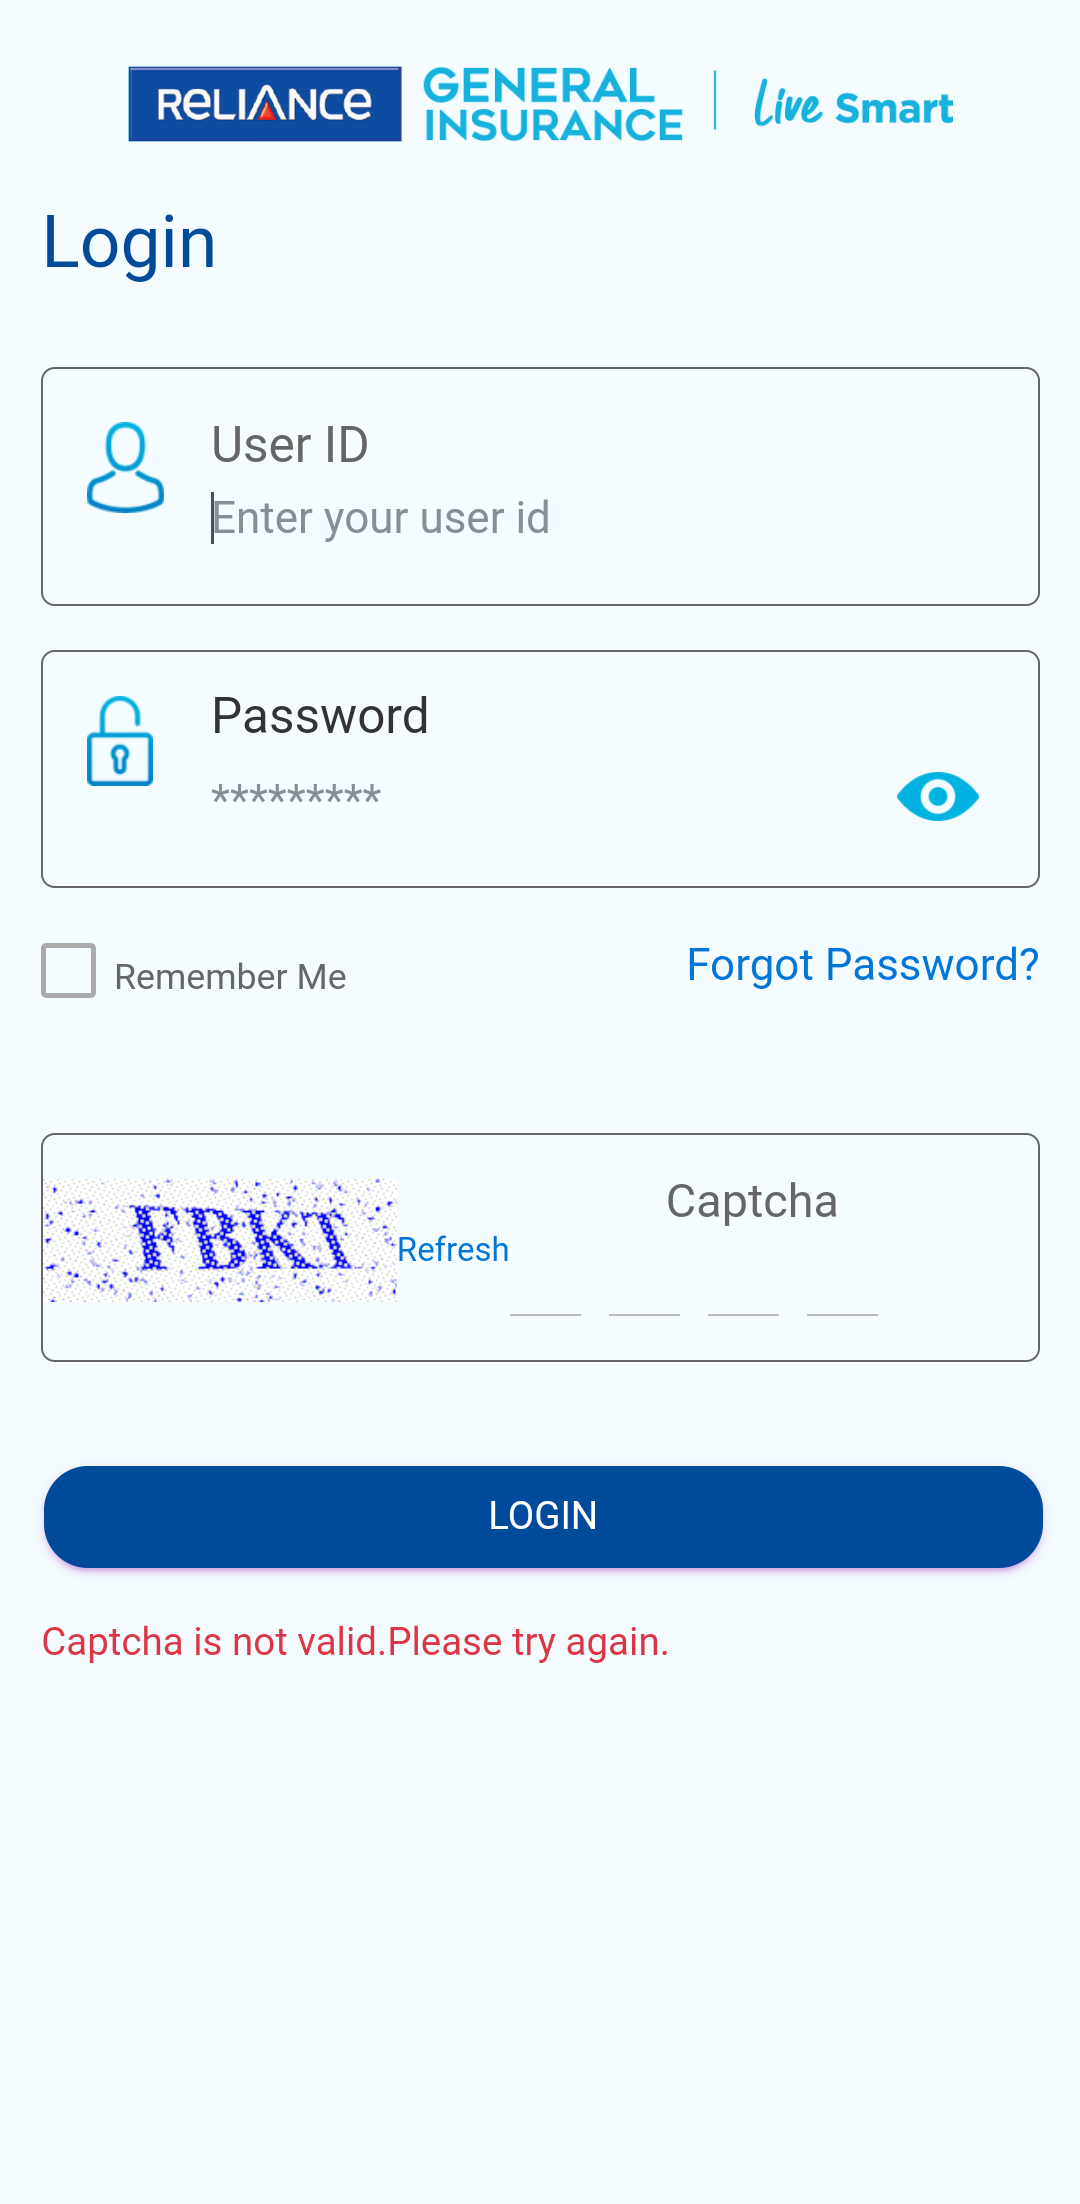 RELIANCE GENERAL INSURANCE Live Smart
Login
User ID
Enter your user id
Password
*********
Remember Me
Forgot Password?
Captcha
FBKI Refresh
LOGIN
Captcha is not valid.Please try again.